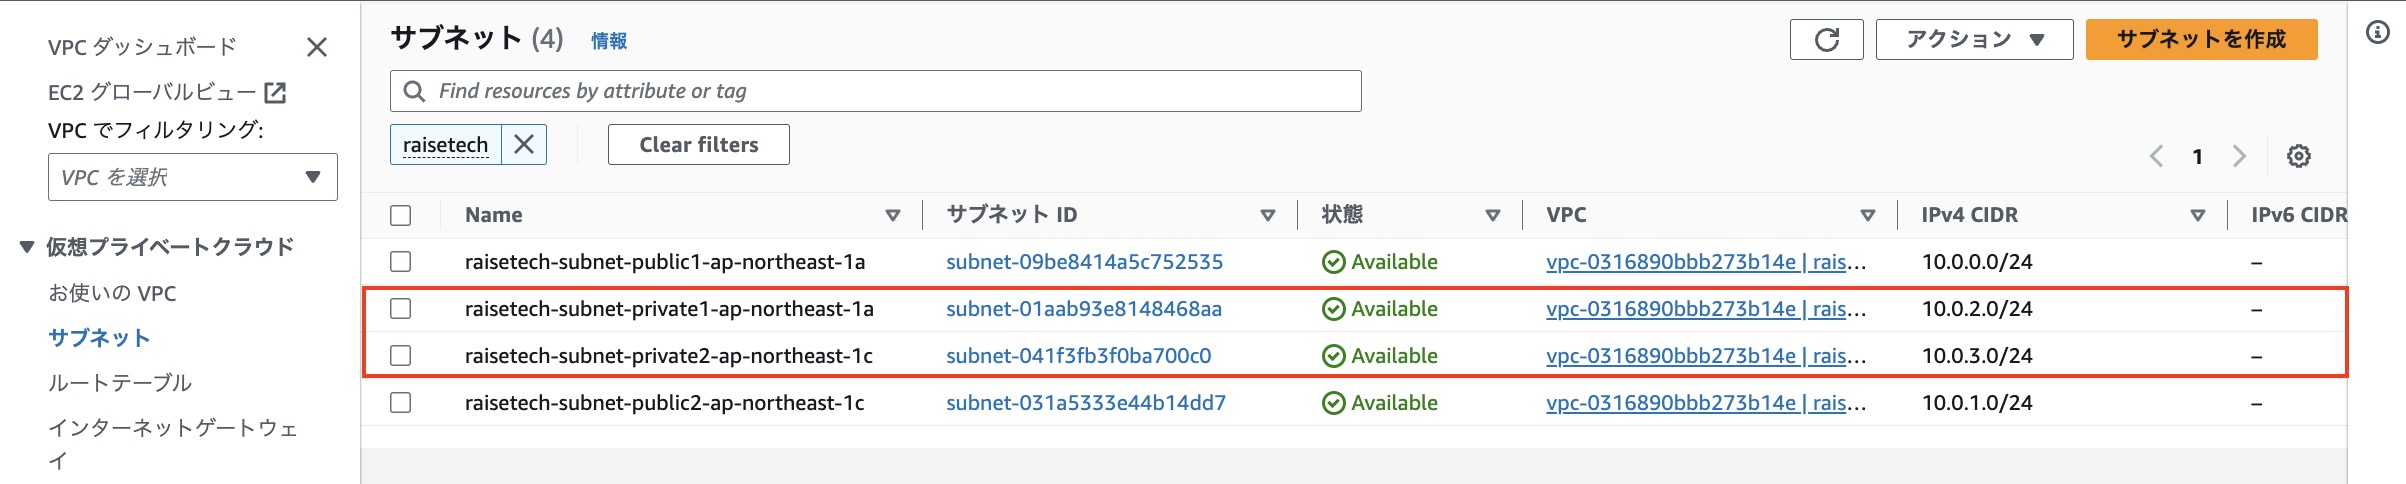 VPC ダッシュボード
EC2 グローバルビュー
VPC でフィルタリング:
VPC を選択
仮想プライベートクラウド
お使いの VPC
サブネット
ルートテーブル
インターネットゲートウェ
イ
サブネット (4) 情報
アクション
サブネットを作成
Find resources by attribute or tag
raisetech
Clear filters
1
Name サブネット ID 状態 VPC IPv4 CIDR IPv6 CIDR
raisetech-subnet-public1-ap-northeast-1a subnet-09be8414a5c752535 Available vpc-0316890bbb273b14e | rais… 10.0.0.0/24 –
raisetech-subnet-private1-ap-northeast-1a subnet-01aab93e8148468aa Available vpc-0316890bbb273b14e | rais… 10.0.2.0/24 –
raisetech-subnet-private2-ap-northeast-1c subnet-041f3fb3f0ba700c0 Available vpc-0316890bbb273b14e | rais… 10.0.3.0/24 –
raisetech-subnet-public2-ap-northeast-1c subnet-031a5333e44b14dd7 Available vpc-0316890bbb273b14e | rais… 10.0.1.0/24 –